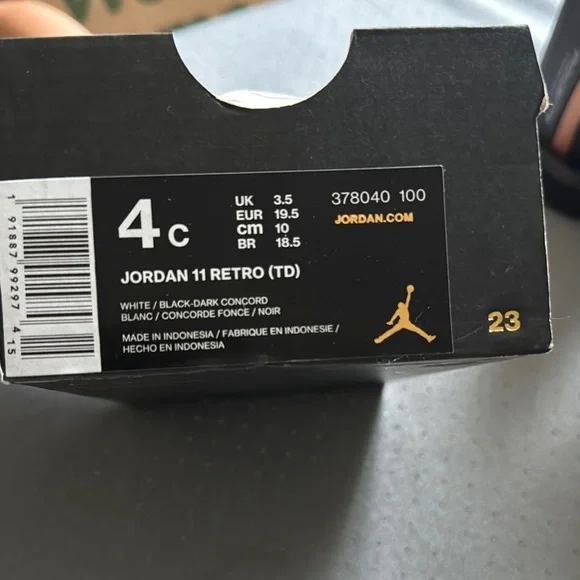 4 C
UK 3.5
EUR 19.5
cm 10
BR 18.5
378040 100
JORDAN.COM
JORDAN 11 RETRO (TD)
WHITE / BLACK-DARK CONCORD
BLANC / CONCORDE FONCE / NOIR
MADE IN INDONESIA / FABRIQUE EN INDONESIE /
HECHO EN INDONESIA
23
1 91887 99297 4 15